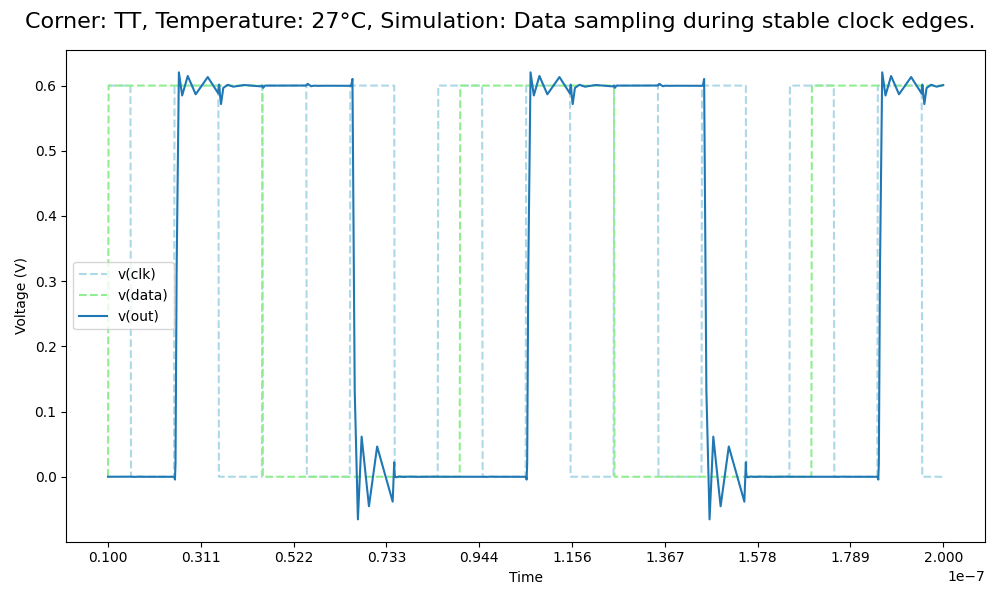 Corner: TT, Temperature: 27°C, Simulation: Data sampling during stable clock edges.
Voltage (V)
0.6
0.5
0.4
0.3
0.2
0.1
0.0
v(clk)
v(data)
v(out)
0.100 0.311 0.522 0.733 0.944 1.156 1.367 1.578 1.789 2.000
1e−7
Time